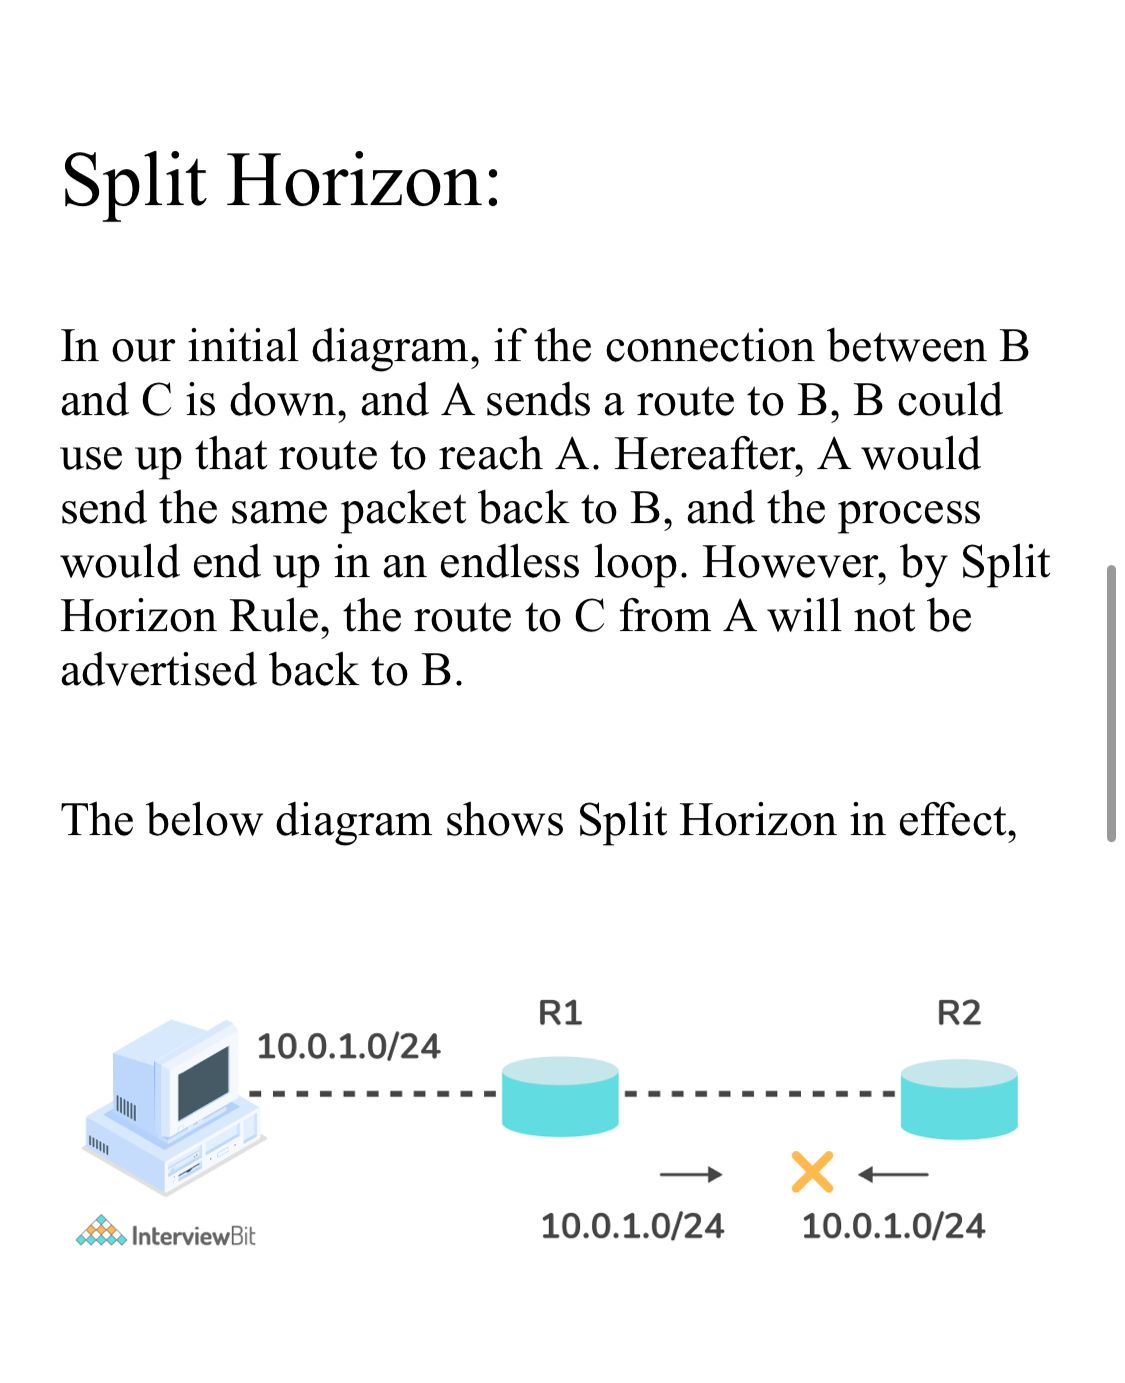 Split Horizon:
In our initial diagram, if the connection between B
and C is down, and A sends a route to B, B could
use up that route to reach A. Hereafter, A would
send the same packet back to B, and the process
would end up in an endless loop. However, by Split
Horizon Rule, the route to C from A will not be
advertised back to B.
The below diagram shows Split Horizon in effect,
R1
R2
10.0.1.0/24
10.0.1.0/24
10.0.1.0/24
InterviewBit